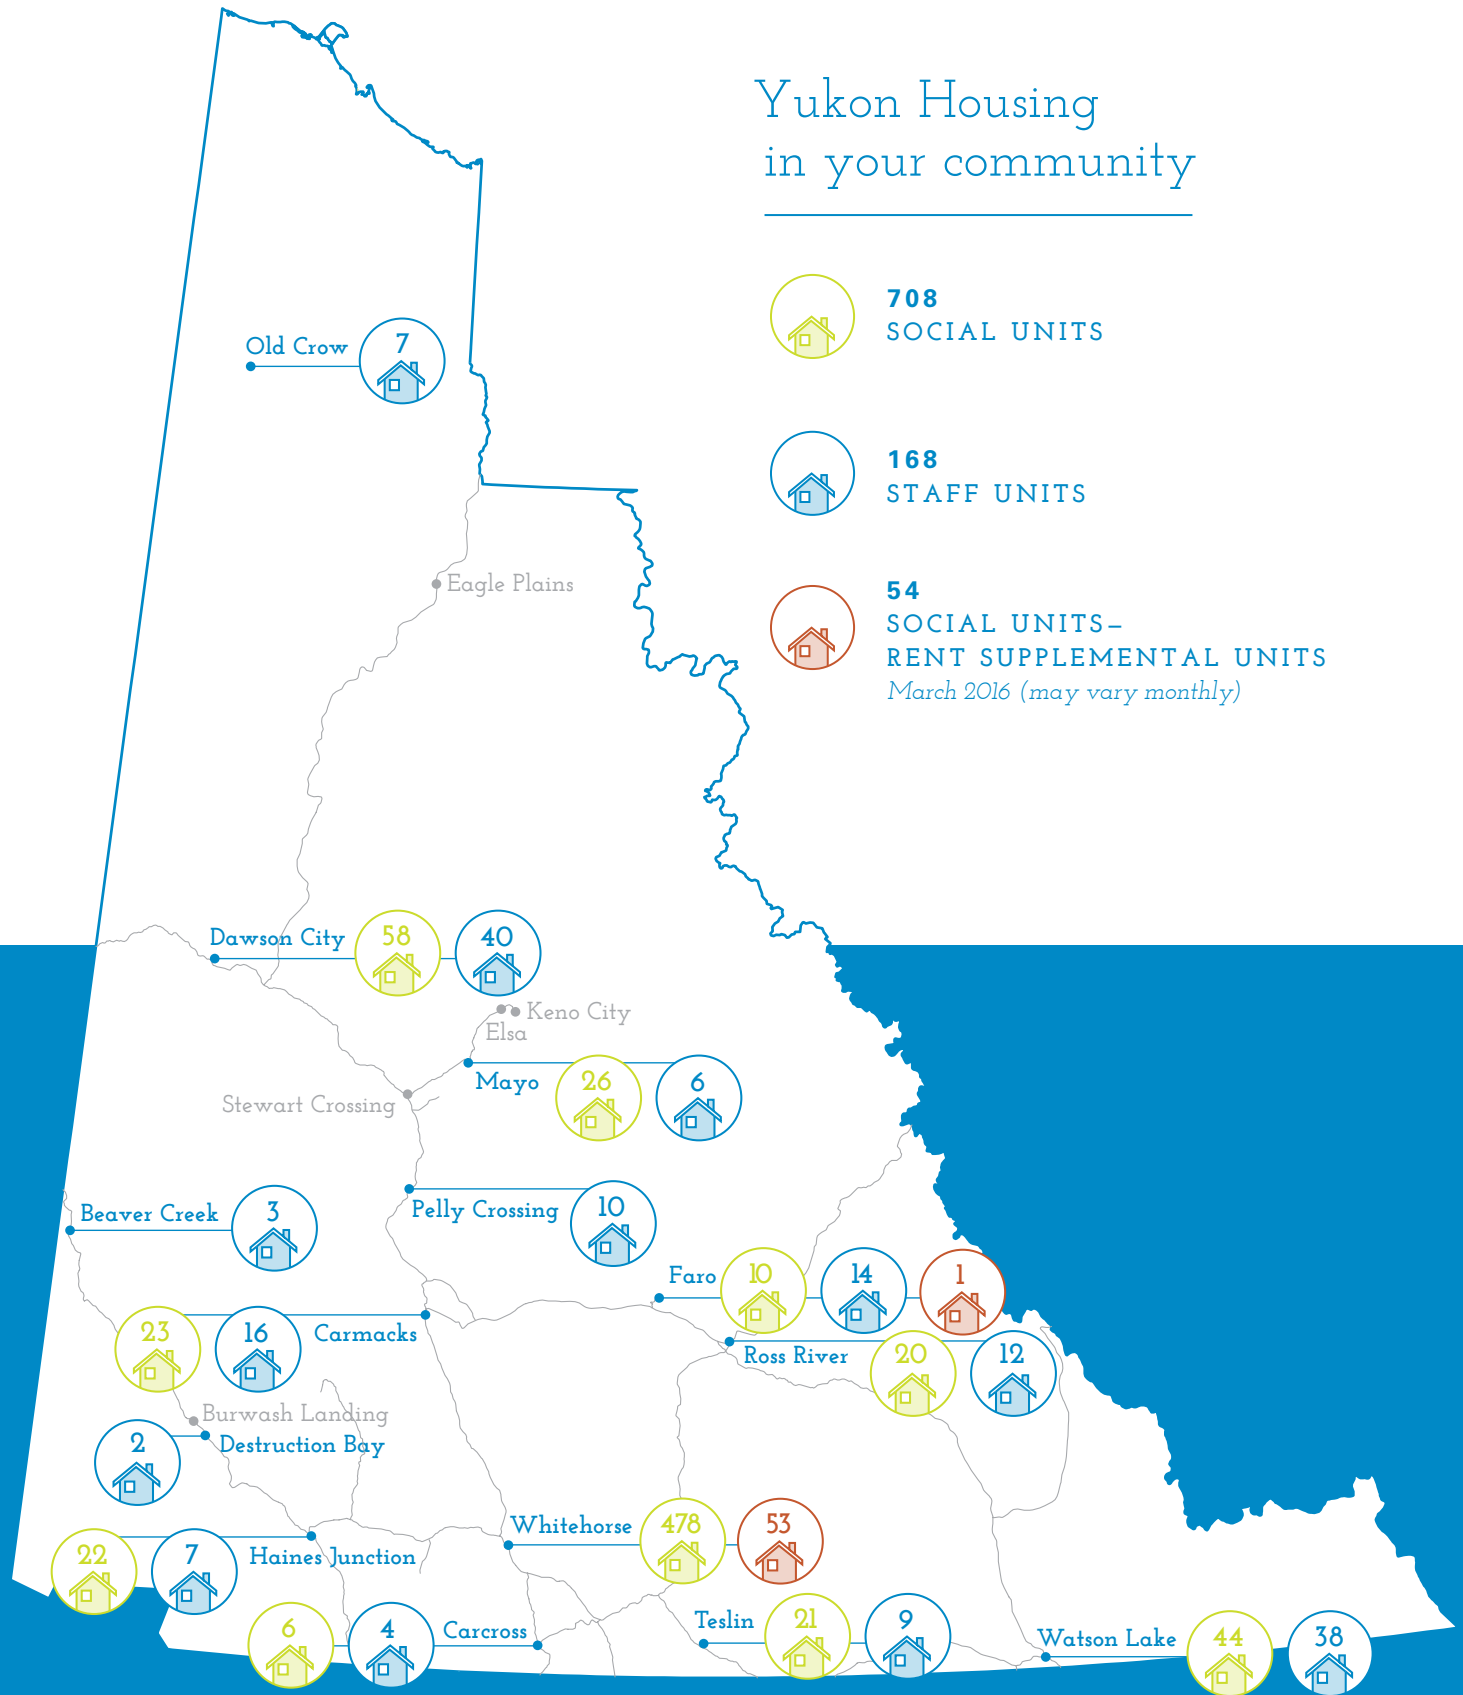 Yukon Housing
in your community
708
SOCIAL UNITS
168
STAFF UNITS
54
SOCIAL UNITS–
RENT SUPPLEMENTAL UNITS
March 2016 (may vary monthly)
Old Crow 7
Eagle Plains
Dawson City 58 40
Keno City
Elsa
Mayo 26 6
Stewart Crossing
Beaver Creek 3
Pelly Crossing 10
Faro 10 14 1
23 16 Carmacks
Ross River 20 12
Burwash Landing
2 Destruction Bay
Whitehorse 478 53
22 7 Haines Junction
6 4 Carcross
Teslin 21 9
Watson Lake 44 38